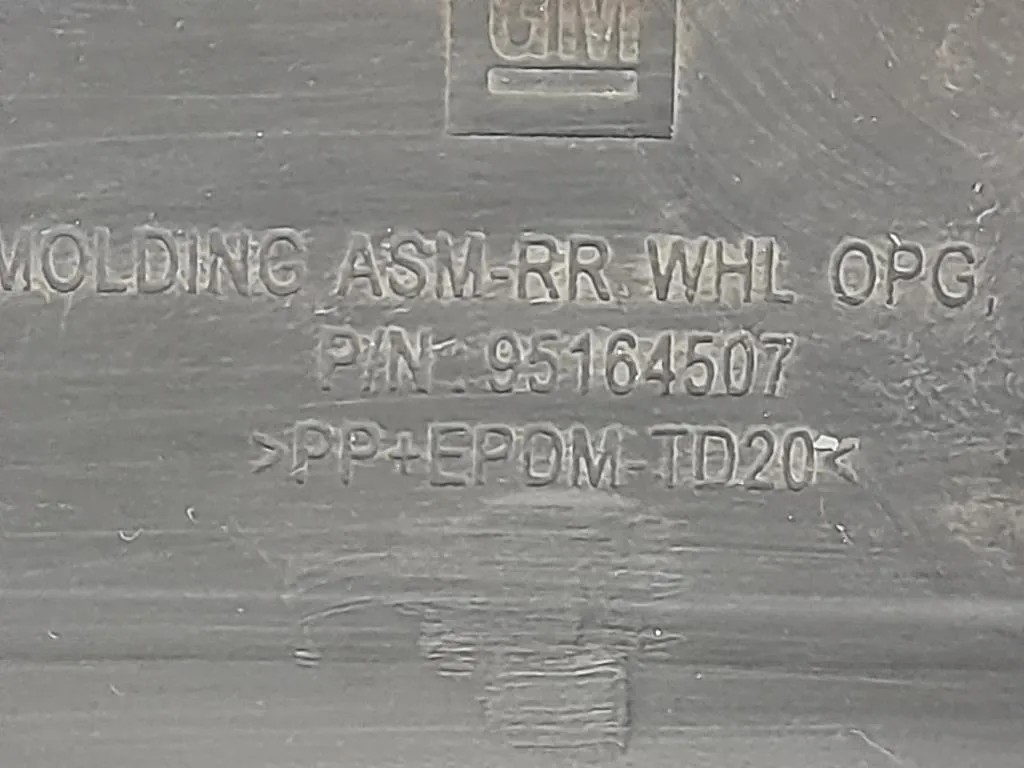 GM
MOLDING ASM-RR WHL OPG,
P/N : 95164507
>PP+EPDM-TD20<